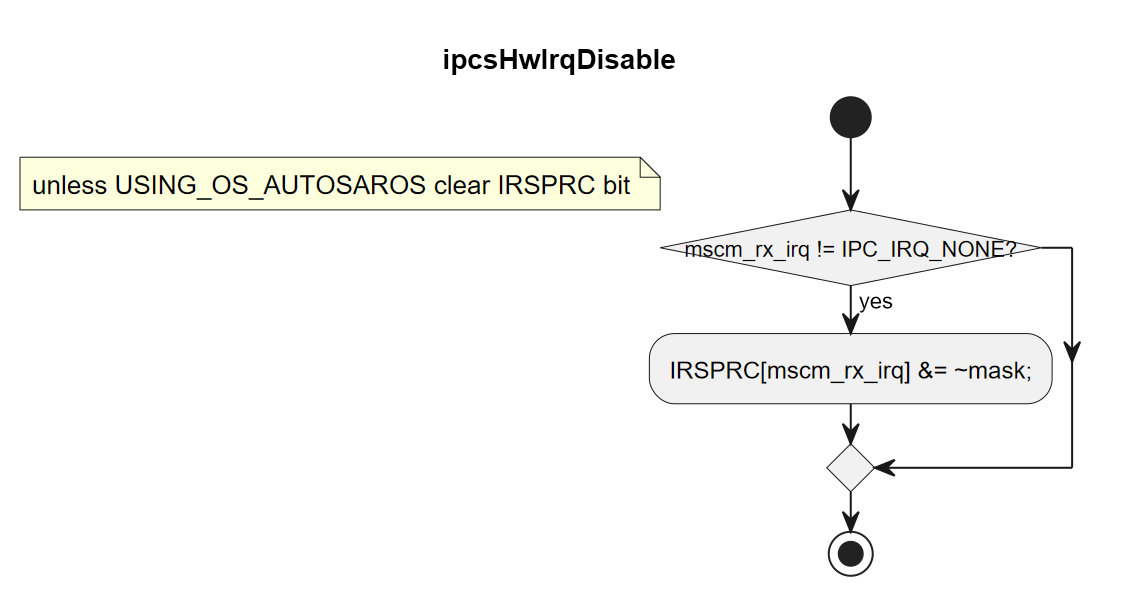 ipcsHwIrqDisable
unless USING_OS_AUTOSAROS clear IRSPRC bit
mscm_rx_irq != IPC_IRQ_NONE?
yes
IRSPRC[mscm_rx_irq] &= ~mask;